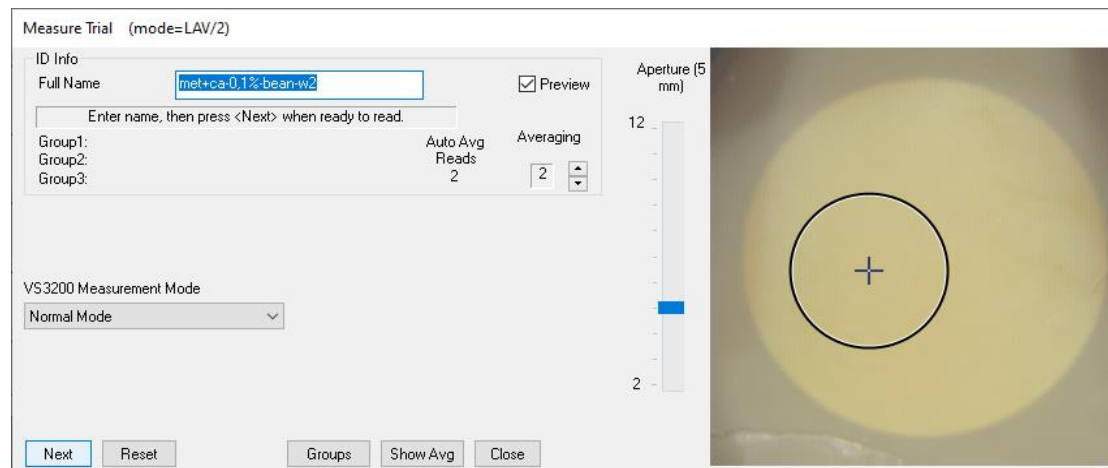 Measure Trial (mode=LAV/2)
ID Info
Full Name
met+ca-0,1%-bean-w2
Preview
Enter name, then press <Next> when ready to read.
Group1:
Group2:
Group3:
Auto Avg
Reads
2
Averaging
2
Aperture (5
mm)
12
2
VS3200 Measurement Mode
Normal Mode
Next
Reset
Groups
Show Avg
Close